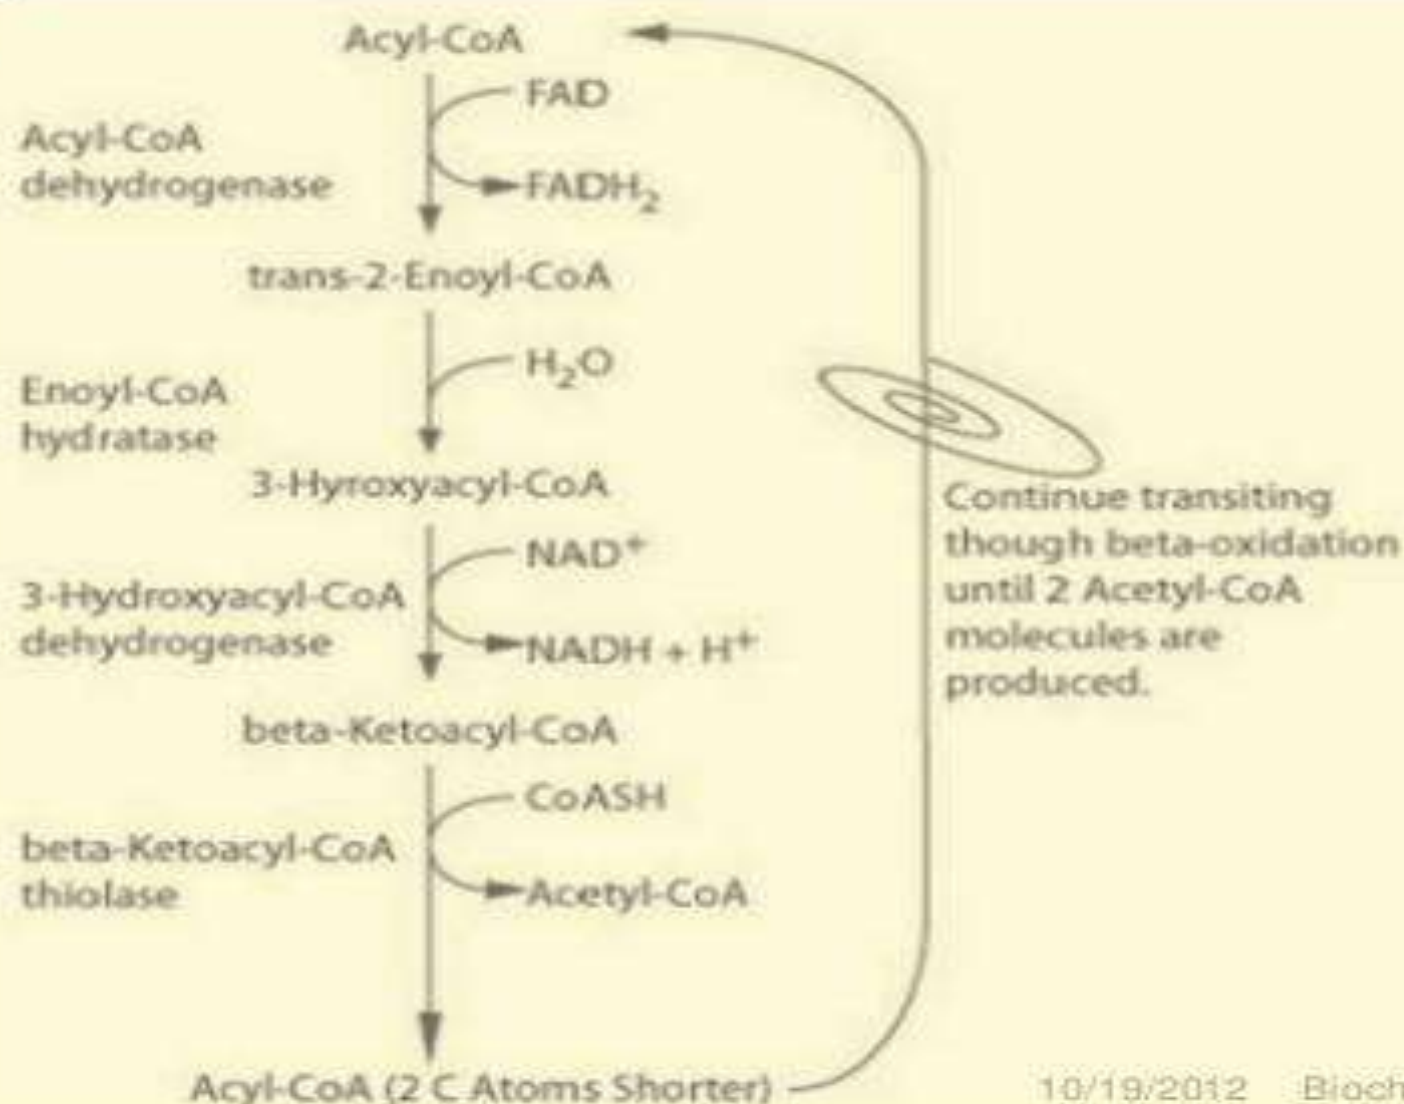 Acyl-CoA
FAD
Acyl-CoA
dehydrogenase
FADH2
trans-2-Enoyl-CoA
H2O
Enoyl-CoA
hydratase
3-Hyroxyacyl-CoA
NAD+
3-Hydroxyacyl-CoA
dehydrogenase
NADH + H+
beta-Ketoacyl-CoA
CoASH
beta-Ketoacyl-CoA
thiolase
Acetyl-CoA
Acyl-CoA (2 C Atoms Shorter)
Continue transiting
though beta-oxidation
until 2 Acetyl-CoA
molecules are
produced.
10/19/2012 Bioch